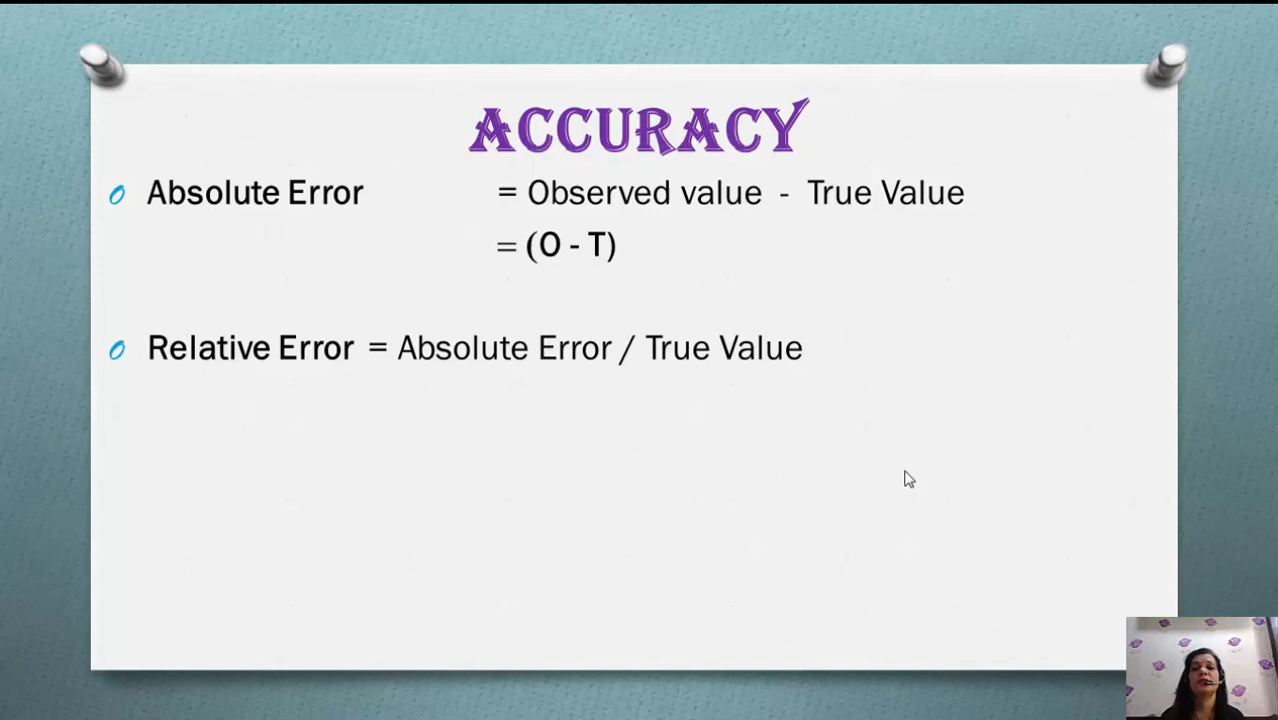 ACCURACY
Absolute Error = Observed value - True Value
= (O - T)
Relative Error = Absolute Error / True Value